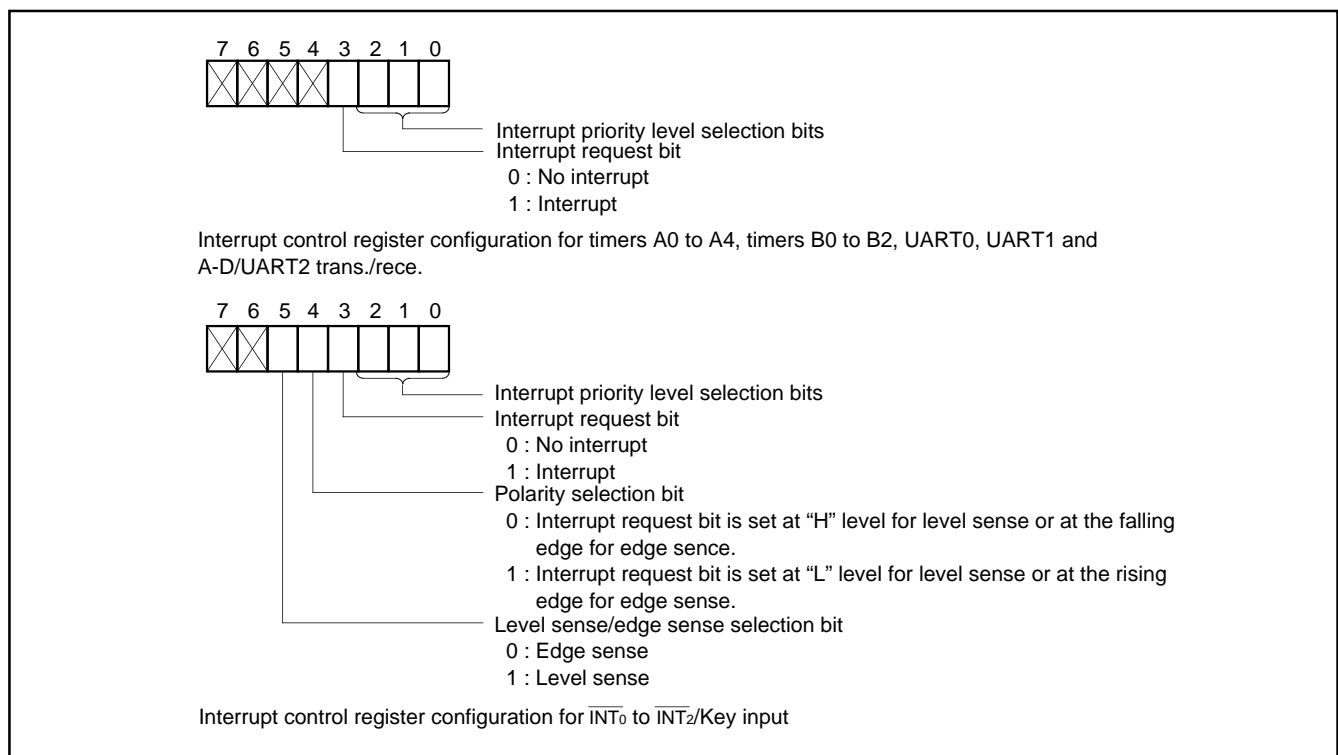 7 6 5 4 3 2 1 0
Interrupt priority level selection bits
Interrupt request bit
0 : No interrupt
1 : Interrupt
Interrupt control register configuration for timers A0 to A4, timers B0 to B2, UART0, UART1 and
A-D/UART2 trans./rece.
7 6 5 4 3 2 1 0
Interrupt priority level selection bits
Interrupt request bit
0 : No interrupt
1 : Interrupt
Polarity selection bit
0 : Interrupt request bit is set at “H” level for level sense or at the falling
edge for edge sence.
1 : Interrupt request bit is set at “L” level for level sense or at the rising
edge for edge sense.
Level sense/edge sense selection bit
0 : Edge sense
1 : Level sense
Interrupt control register configuration for I̅N̅T̅₀ to I̅N̅T̅₂/Key input